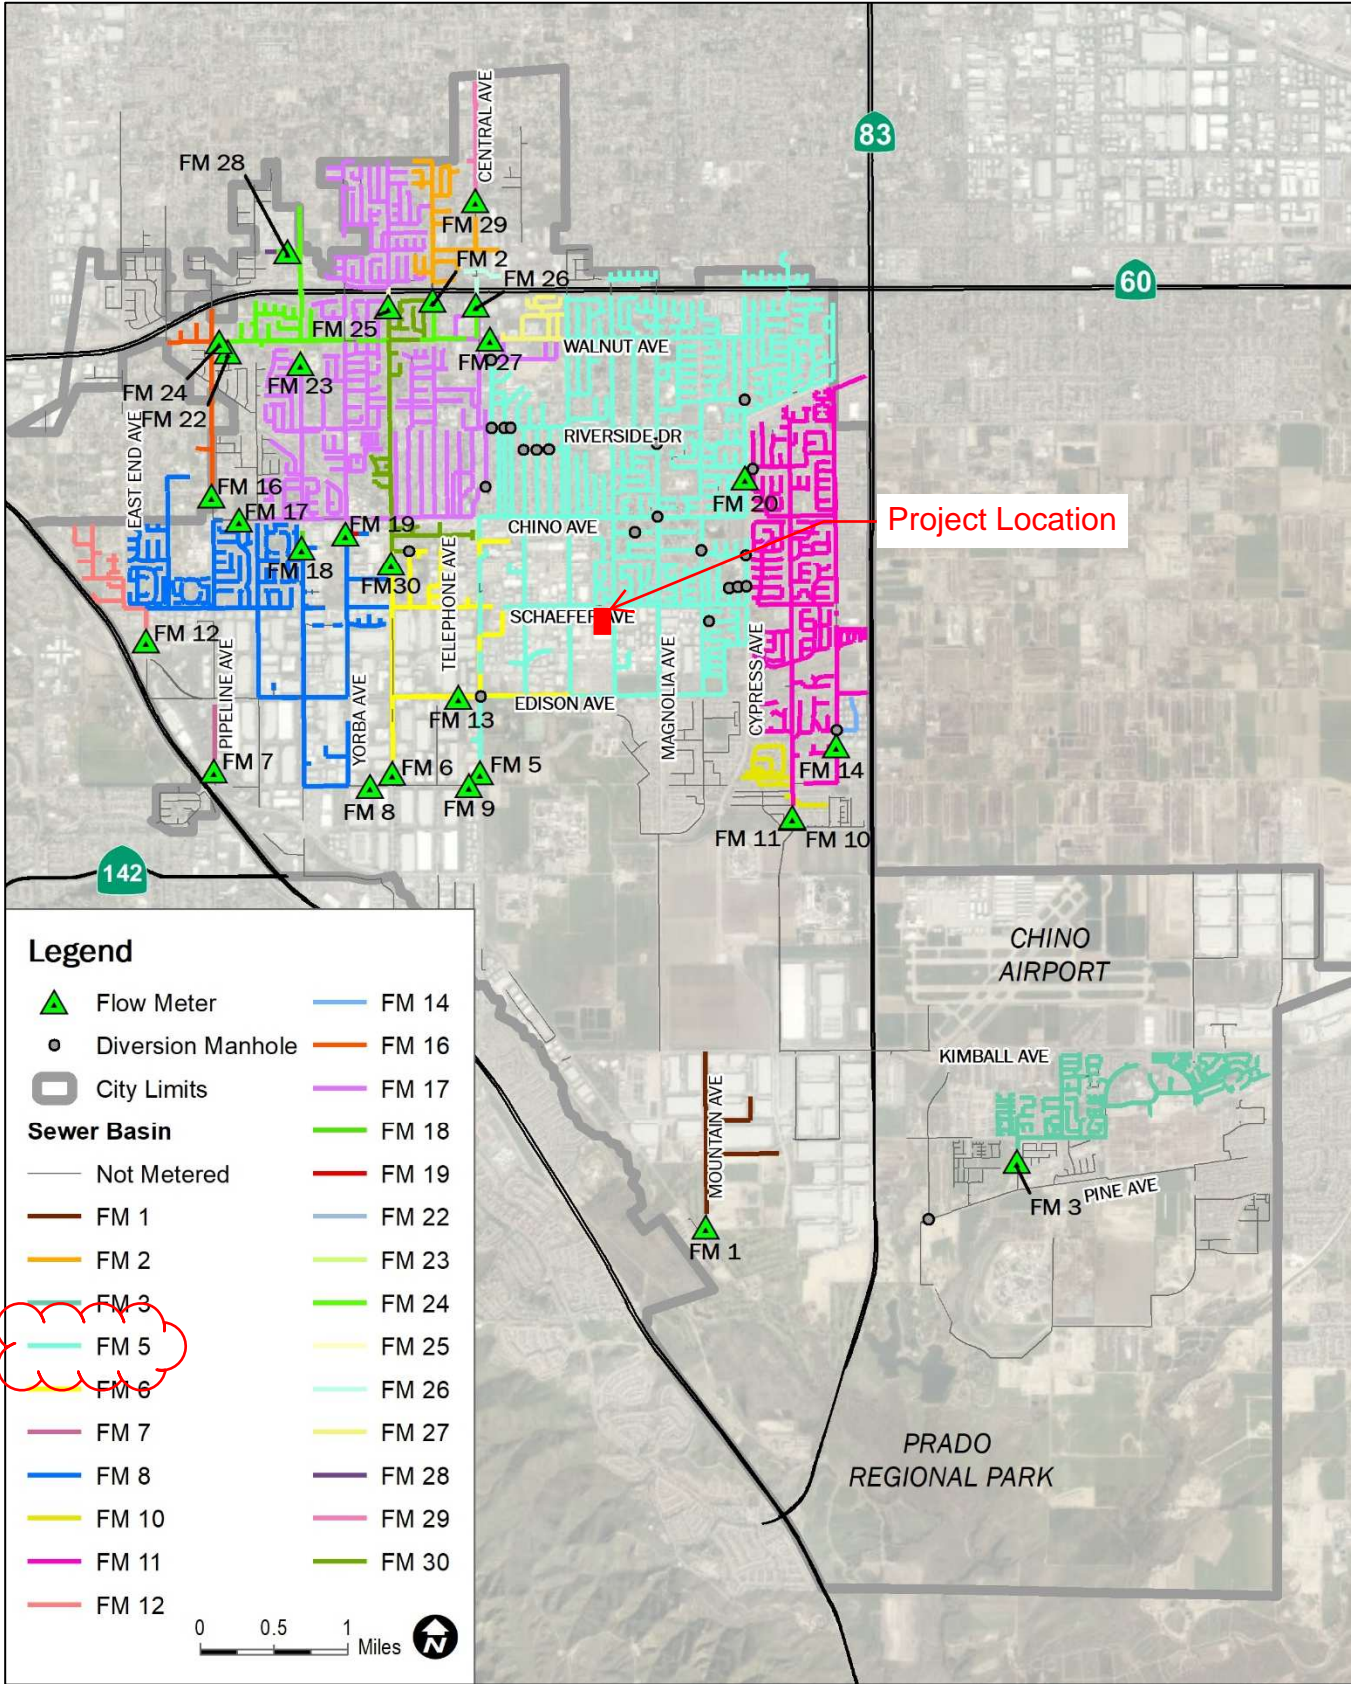 CENTRAL AVE
83
FM 28
FM 29
FM 2
FM 26
60
FM 25
WALNUT AVE
FM 27
FM 23
FM 24
FM 22
EAST END AVE
RIVERSIDE DR
FM 16
FM 20
FM 17
FM 19
CHINO AVE
Project Location
FM 18
FM30
TELEPHONE AVE
SCHAEFER AVE
FM 12
PIPELINE AVE
YORBA AVE
MAGNOLIA AVE
CYPRESS AVE
FM 13
EDISON AVE
FM 7
FM 6
FM 5
FM 14
FM 8
FM 9
FM 11
FM 10
142
CHINO
AIRPORT
KIMBALL AVE
MOUNTAIN AVE
PINE AVE
FM 3
FM 1
PRADO
REGIONAL PARK
Legend
Flow Meter
Diversion Manhole
City Limits
Sewer Basin
Not Metered
FM 1
FM 2
FM 3
FM 5
FM 6
FM 7
FM 8
FM 10
FM 11
FM 12
FM 14
FM 16
FM 17
FM 18
FM 19
FM 22
FM 23
FM 24
FM 25
FM 26
FM 27
FM 28
FM 29
FM 30
0 0.5 1
Miles
N